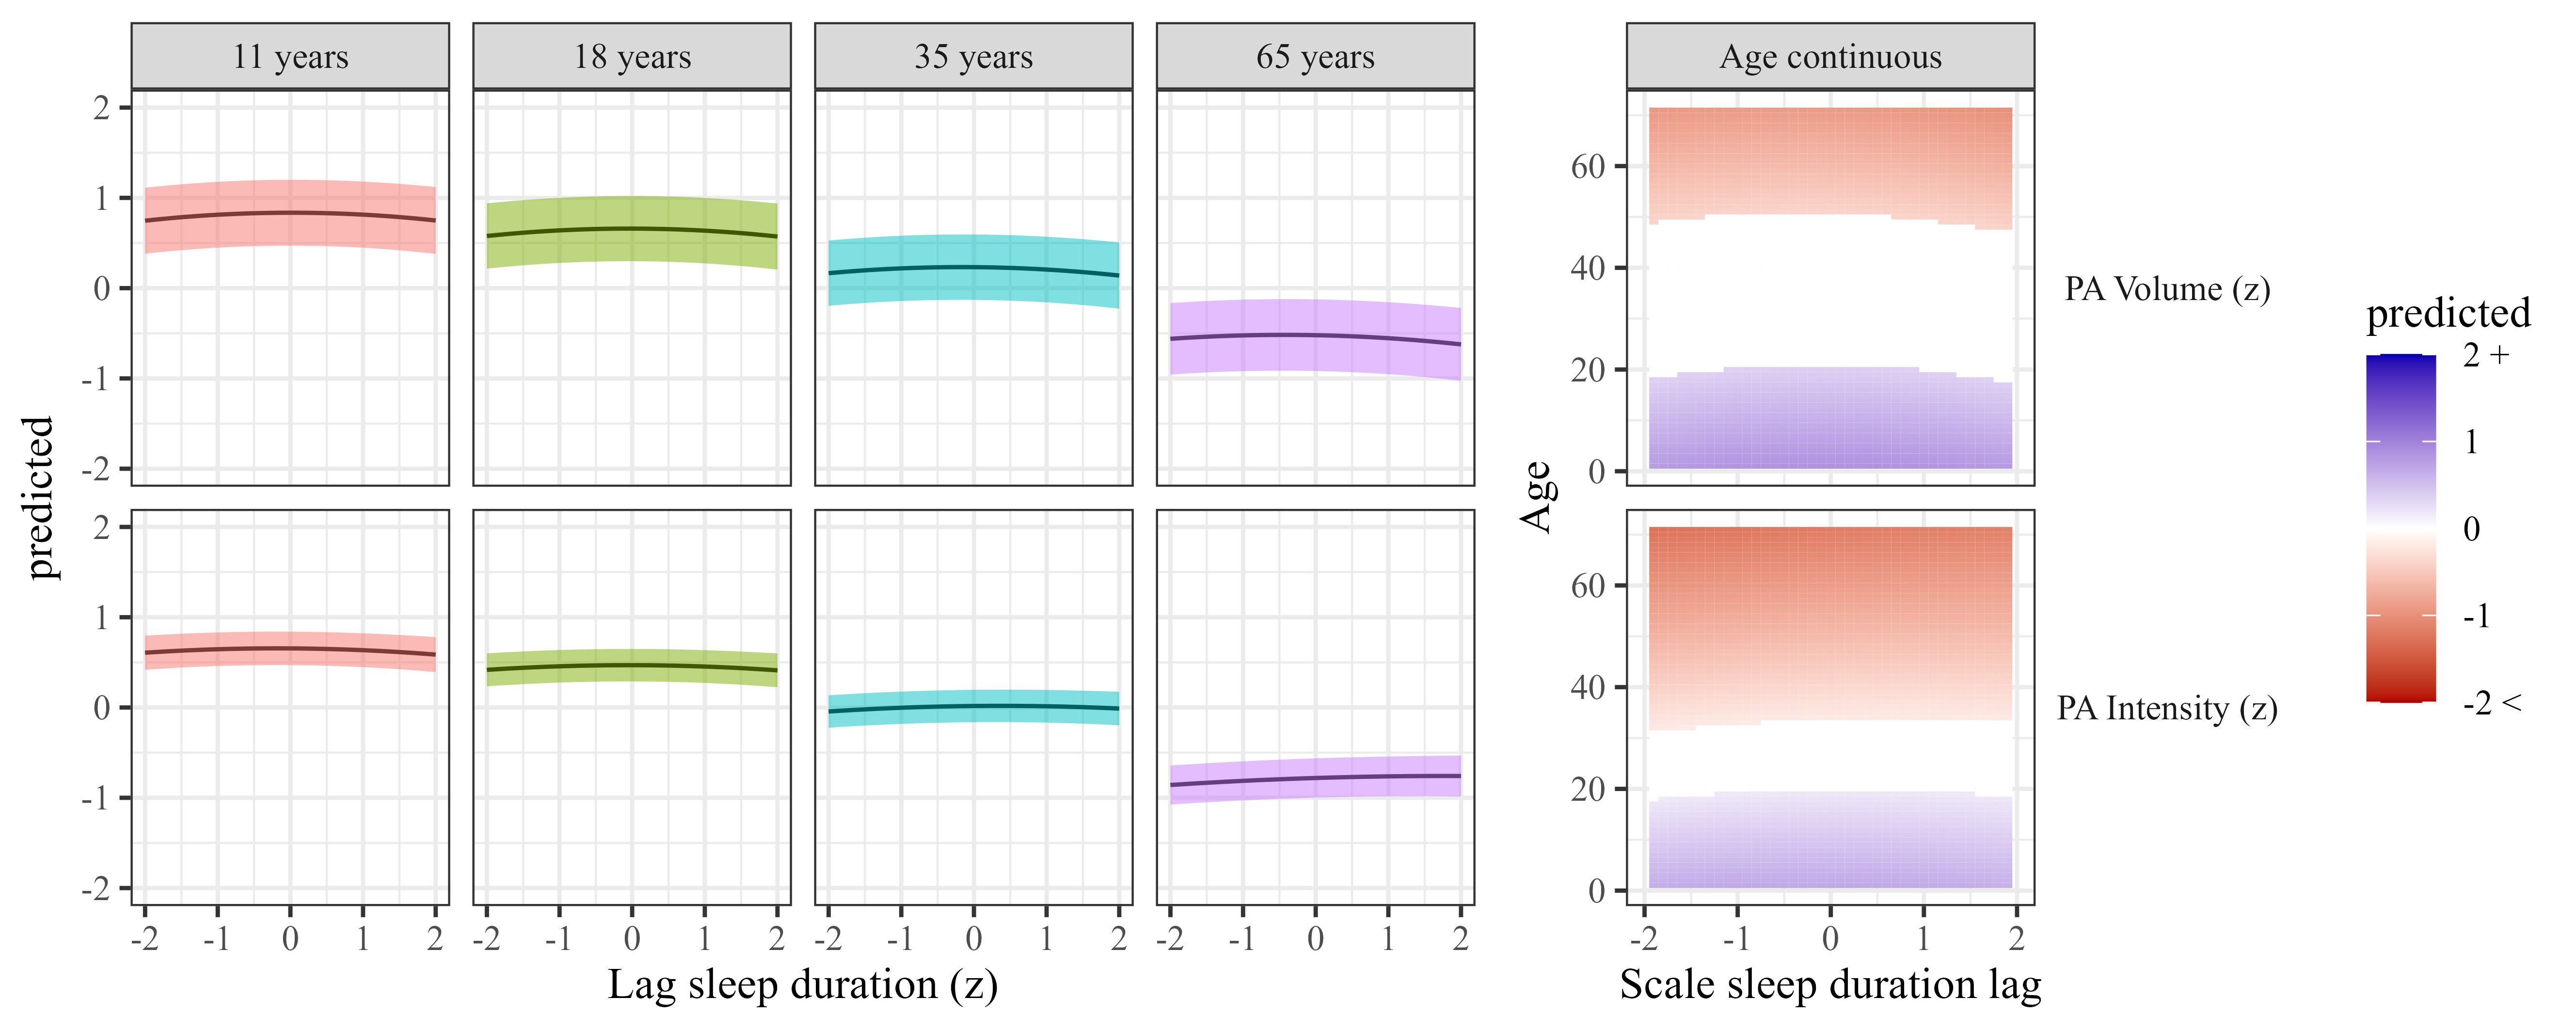 11 years
18 years
35 years
65 years
Age continuous
predicted
2
1
0
-1
-2
2
1
0
-1
-2
-2 -1 0 1 2
-2 -1 0 1 2
-2 -1 0 1 2
-2 -1 0 1 2
Lag sleep duration (z)
Age
60
40
20
0
60
40
20
0
-2 -1 0 1 2
Scale sleep duration lag
PA Volume (z)
PA Intensity (z)
predicted
2 +
1
0
-1
-2 <